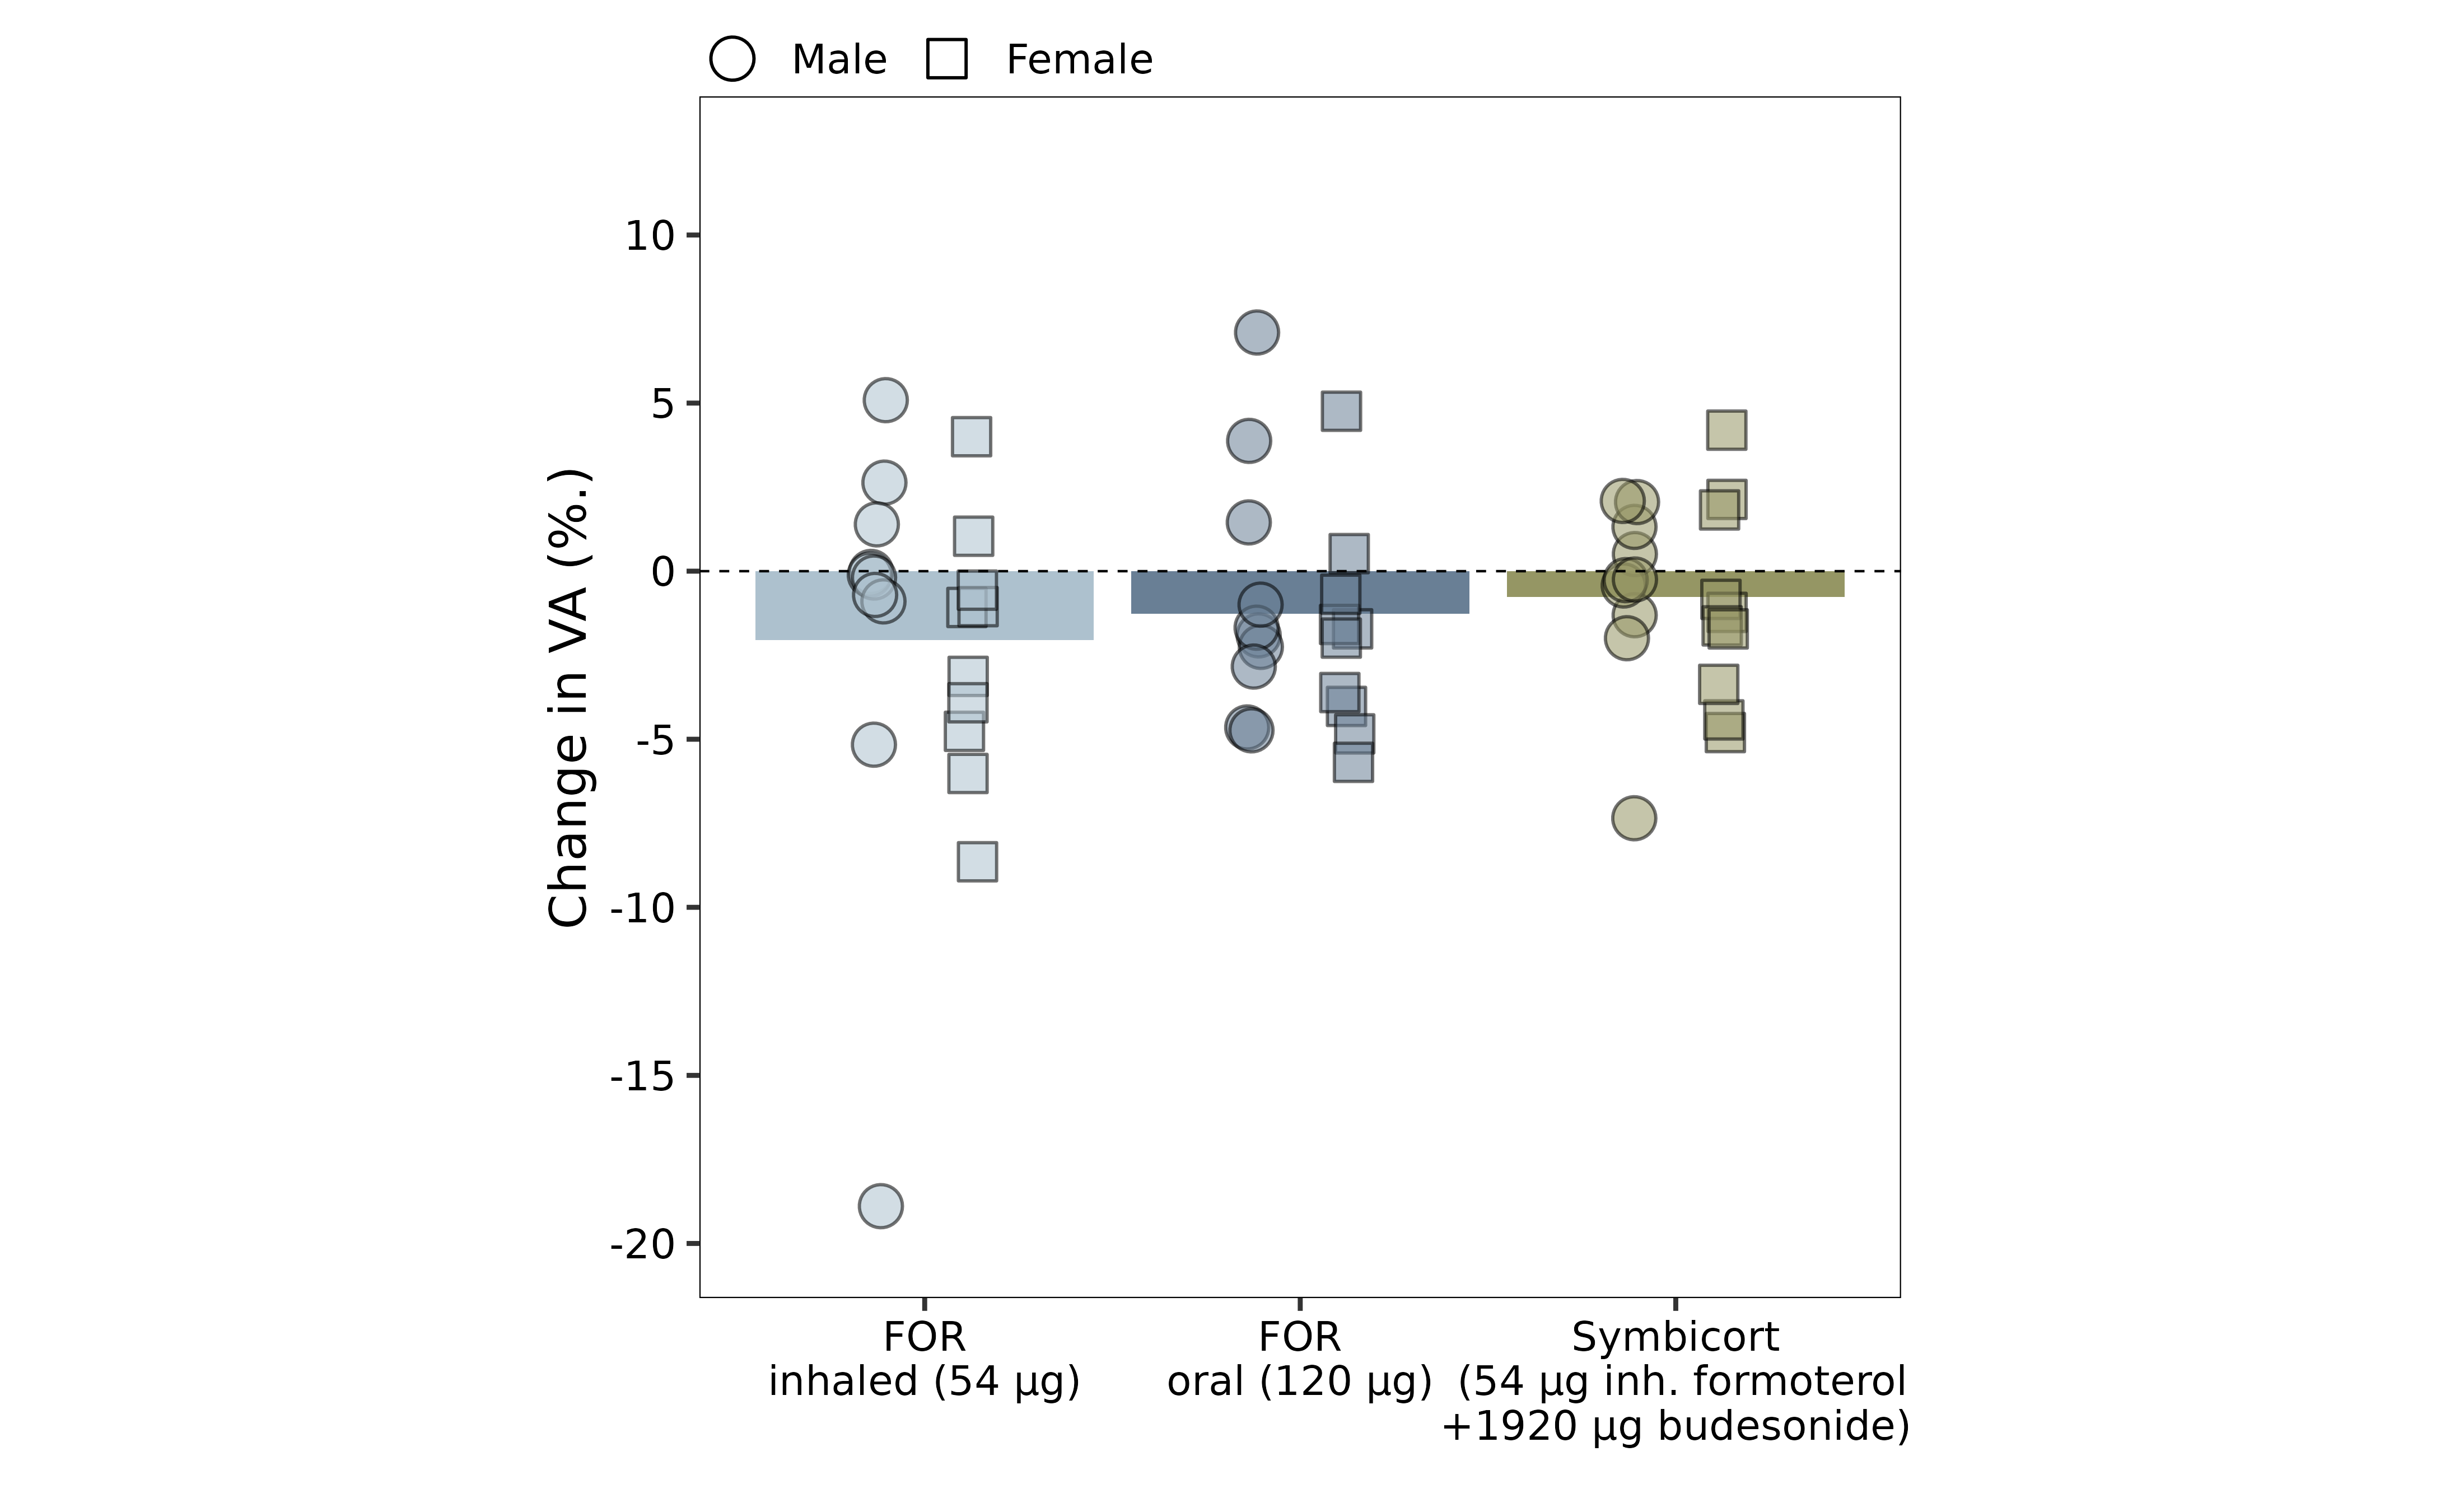 Male Female
10
5
0
-5
-10
-15
-20
Change in VA (%.)
FOR
inhaled (54 µg)
FOR
oral (120 µg)
Symbicort
(54 µg inh. formoterol
+1920 µg budesonide)